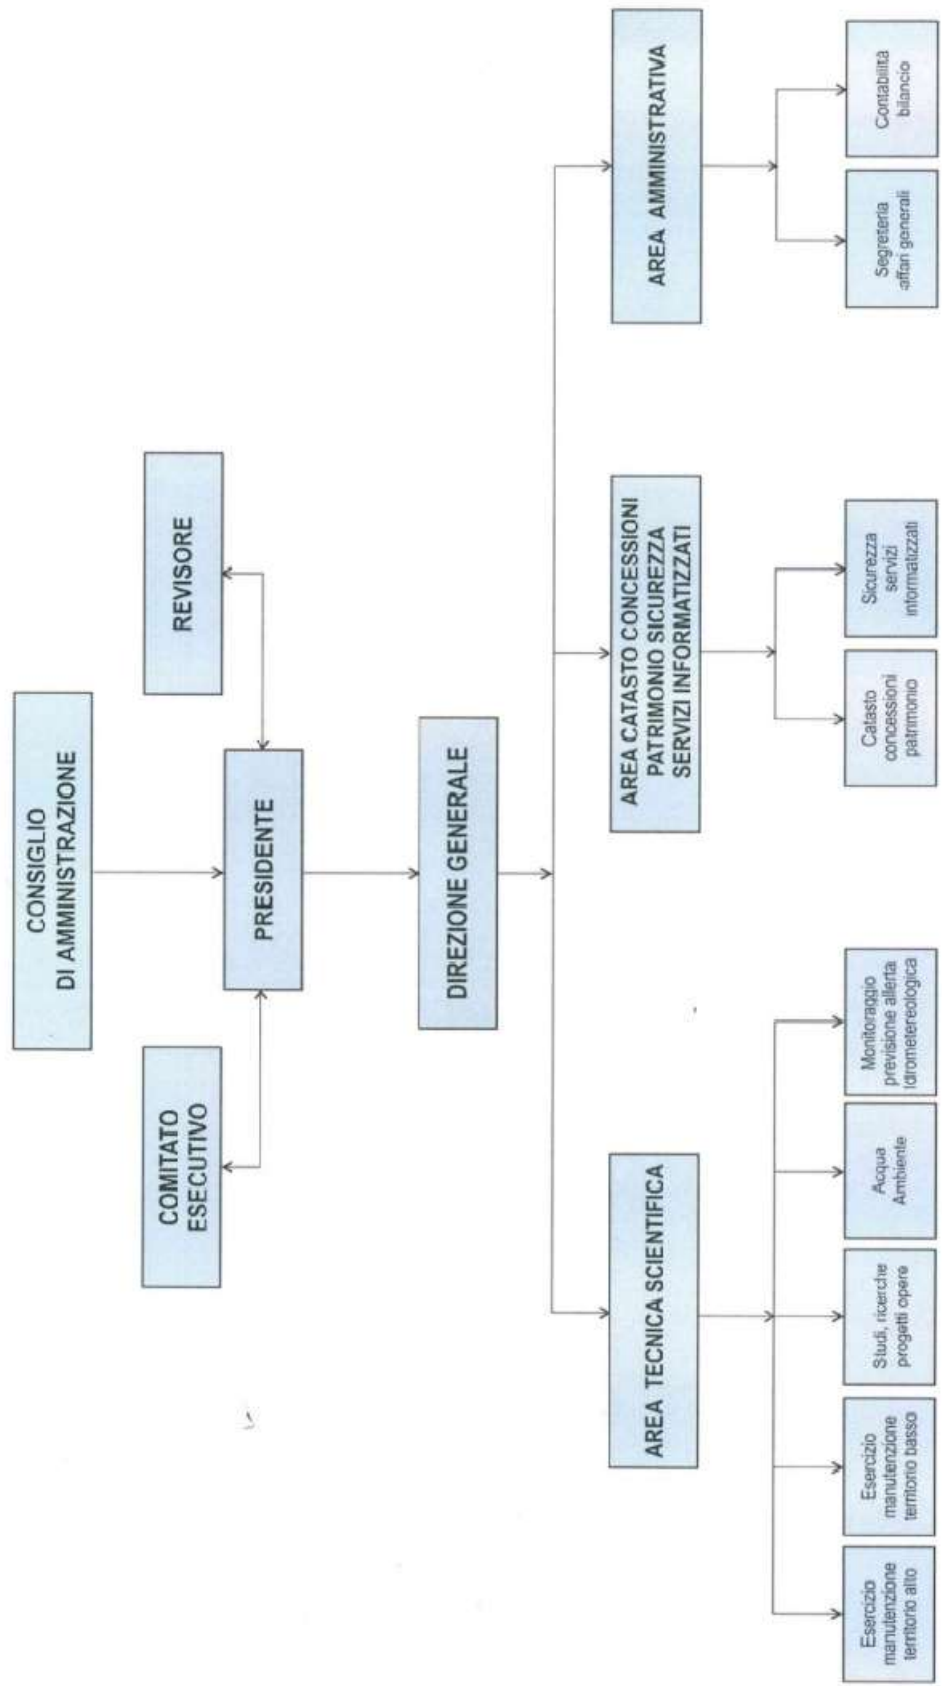 CONSIGLIO
DI AMMINISTRAZIONE
COMITATO
ESECUTIVO
REVISORE
PRESIDENTE
DIREZIONE GENERALE
AREA TECNICA SCIENTIFICA
AREA CATASTO CONCESSIONI
PATRIMONIO SICUREZZA
SERVIZI INFORMATIZZATI
AREA AMMINISTRATIVA
Esercizio
manutenzione
territorio alto
Esercizio
manutenzione
territorio basso
Studi, ricerche
progetti opere
Acqua
Ambiente
Monitoraggio
previsione allerta
Idrometereologica
Catasto
concessioni
patrimonio
Sicurezza
servizi
informatizzati
Segreteria
affari generali
Contabilità
bilancio